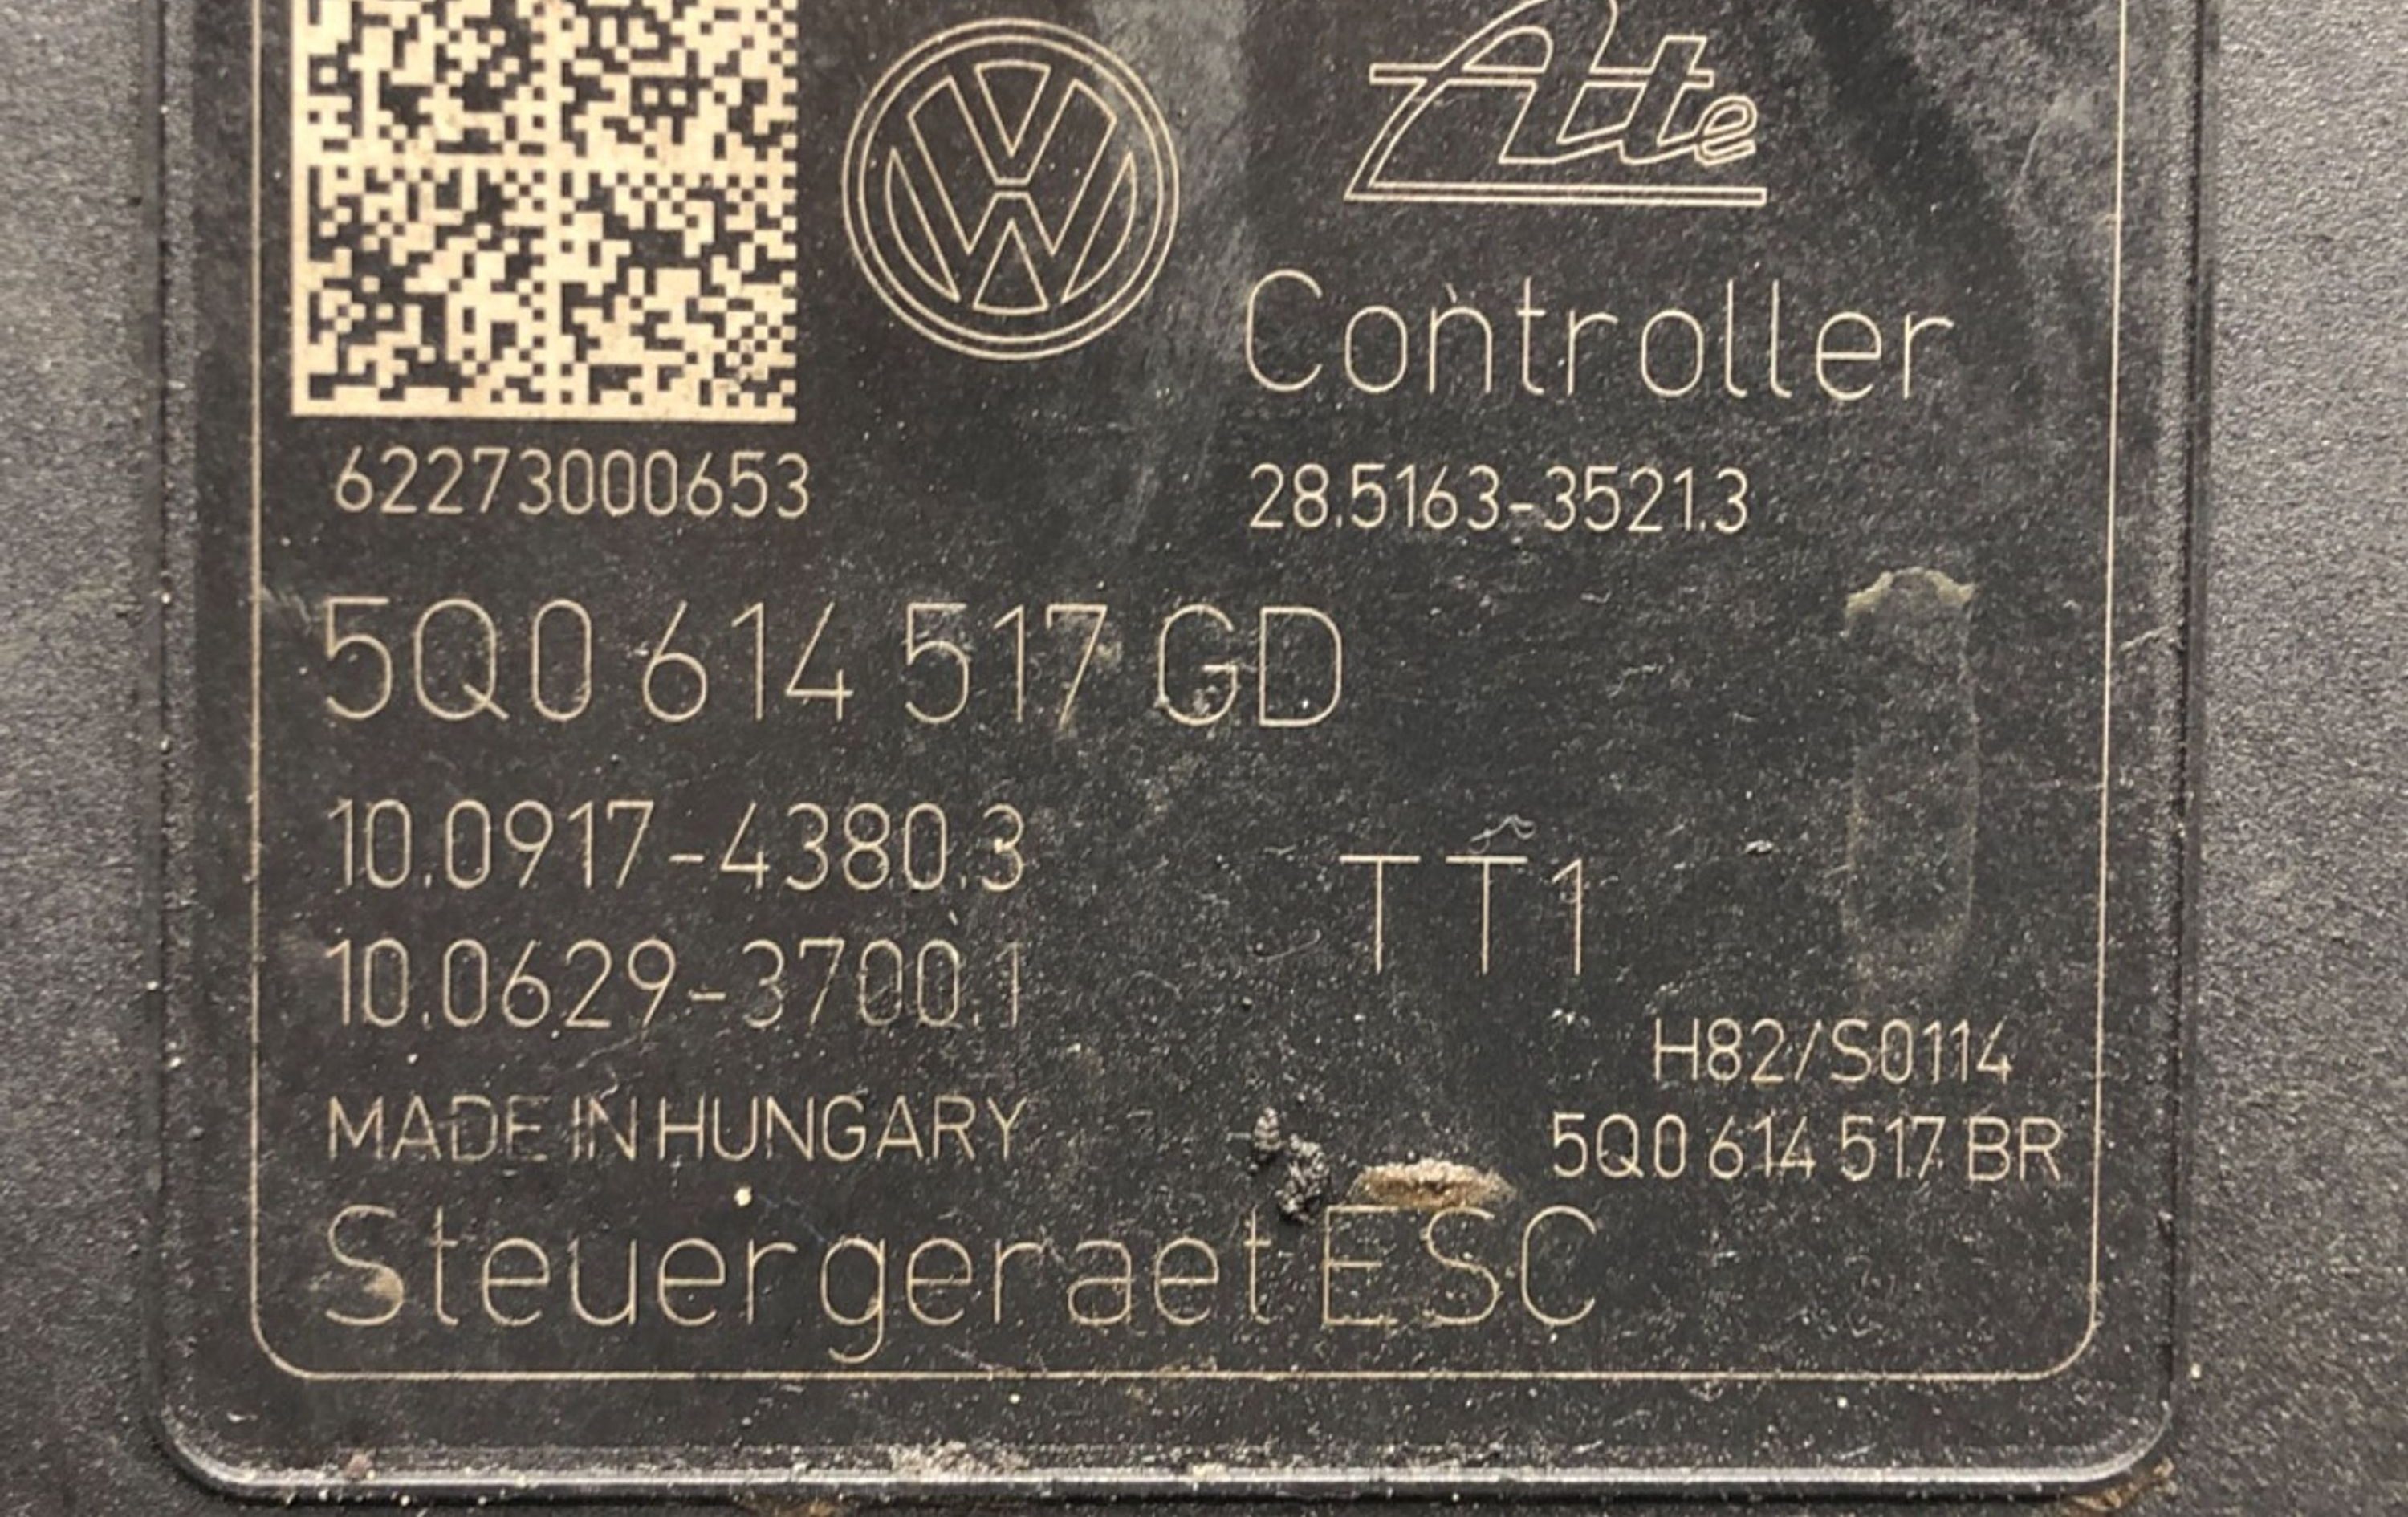 Ate
Controller
62273000653
28.5163-3521.3
5Q0 614 517 GD
10.0917-4380.3
TT1
10.0629-3700.1
H82/S0114
MADE IN HUNGARY
5Q0 614 517 BR
Steuergeraet ESC